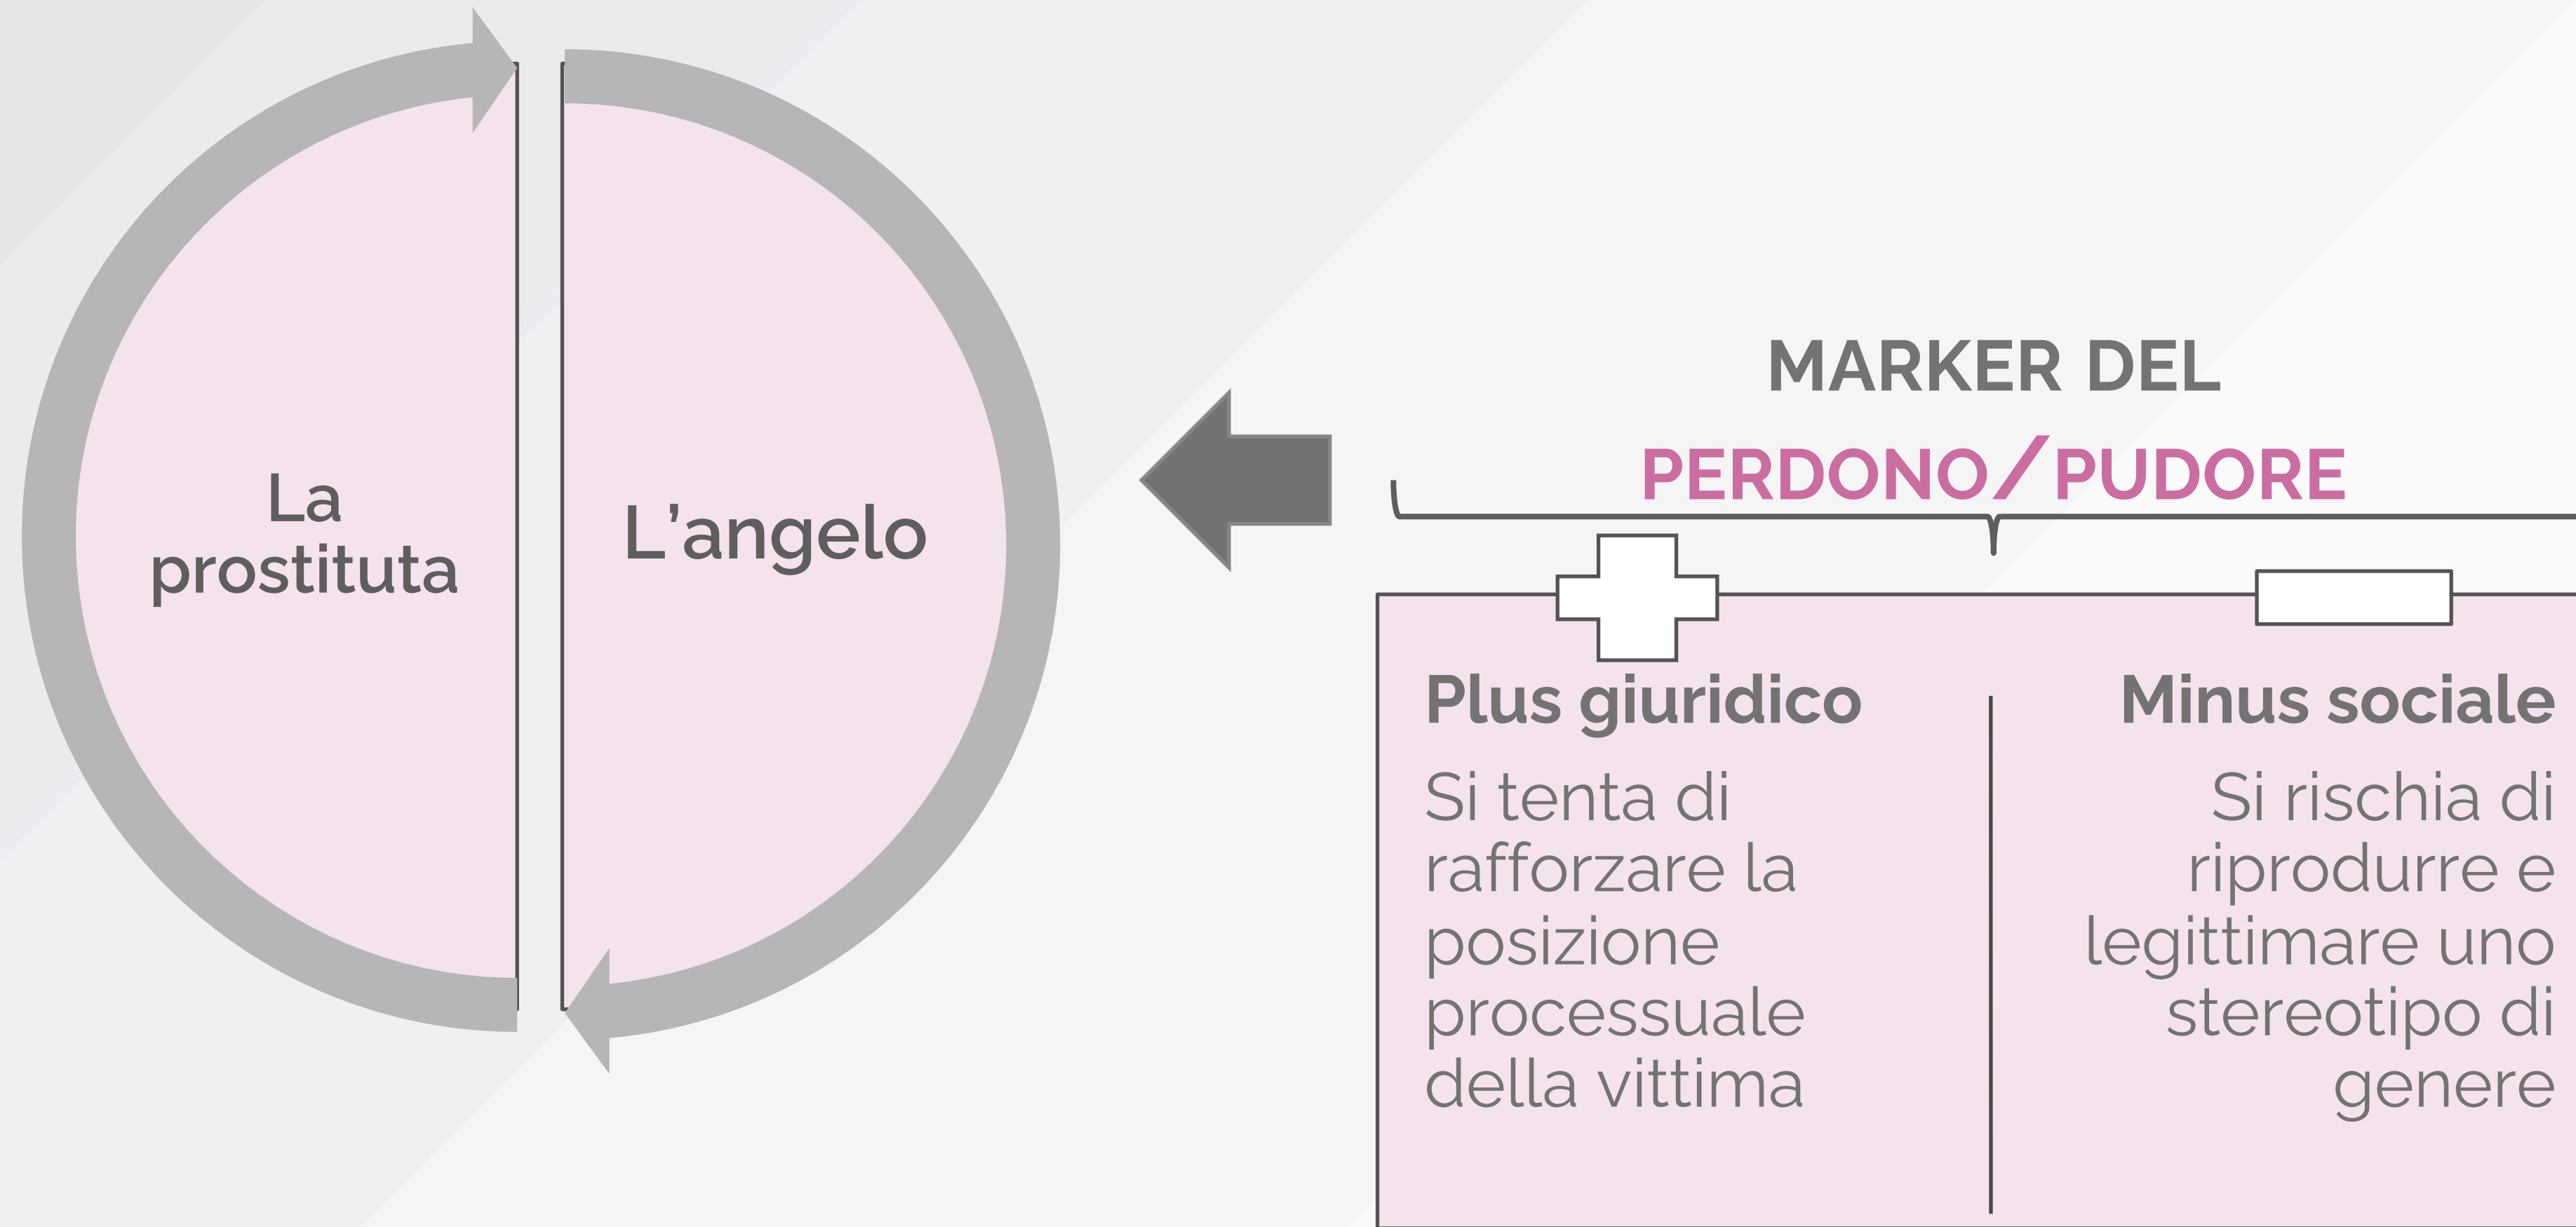 La
prostituta
L’angelo
MARKER DEL
PERDONO/PUDORE
Plus giuridico
Si tenta di
rafforzare la
posizione
processuale
della vittima
Minus sociale
Si rischia di
riprodurre e
legittimare uno
stereotipo di
genere